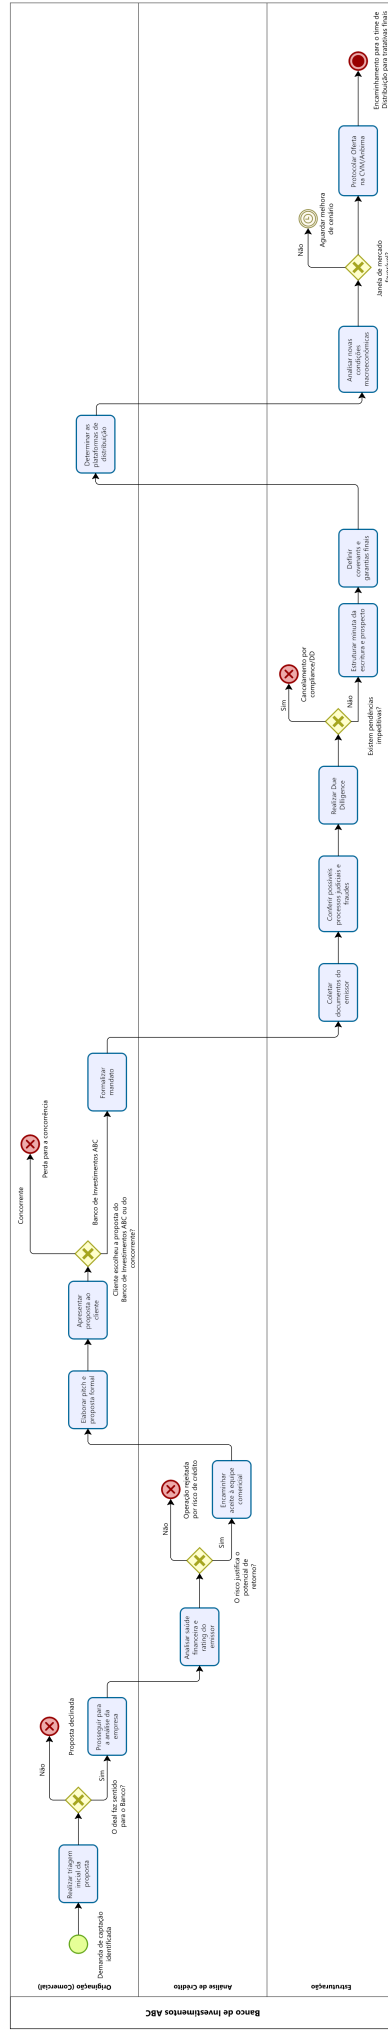 Banco de Investimentos ABC
Originação (Comercial)
Demanda de captação
identificada
Realizar triagem
inicial da
proposta
O deal faz sentido
para o Banco?
Não
Proposta declinada
Sim
Prosseguir para
a análise da
empresa
Análise de Crédito
Analisar saúde
financeira e
rating do
emissor
O risco justifica o
potencial de
retorno?
Não
Operação rejeitada
por risco de crédito
Sim
Encaminhar
aceite à equipe
comercial
Elaborar pitch e
proposta formal
Apresentar
proposta ao
cliente
Cliente escolheu a proposta do
Banco de Investimentos ABC ou do
concorrente?
Concorrente
Perda para a concorrência
Banco de Investimentos ABC
Formalizar
mandato
Estruturação
Coletar
documentos do
emissor
Conferir possíveis
processos judiciais e
fraudes
Realizar Due
Dilligence
Existem pendências
impeditivas?
Sim
Cancelamento por
compliance/DD
Não
Estruturar minuta da
escritura e prospecto
Definir
covenants e
garantias finais
Determinar as
plataformas de
distribuição
Analisar novas
condições
macroeconômicas
Janela de mercado
Não
Aguardar melhora
de cenário
Protocolar Oferta
na CVM/Anbima
Encaminhamento para o time de
Distribuição para tratativas finais